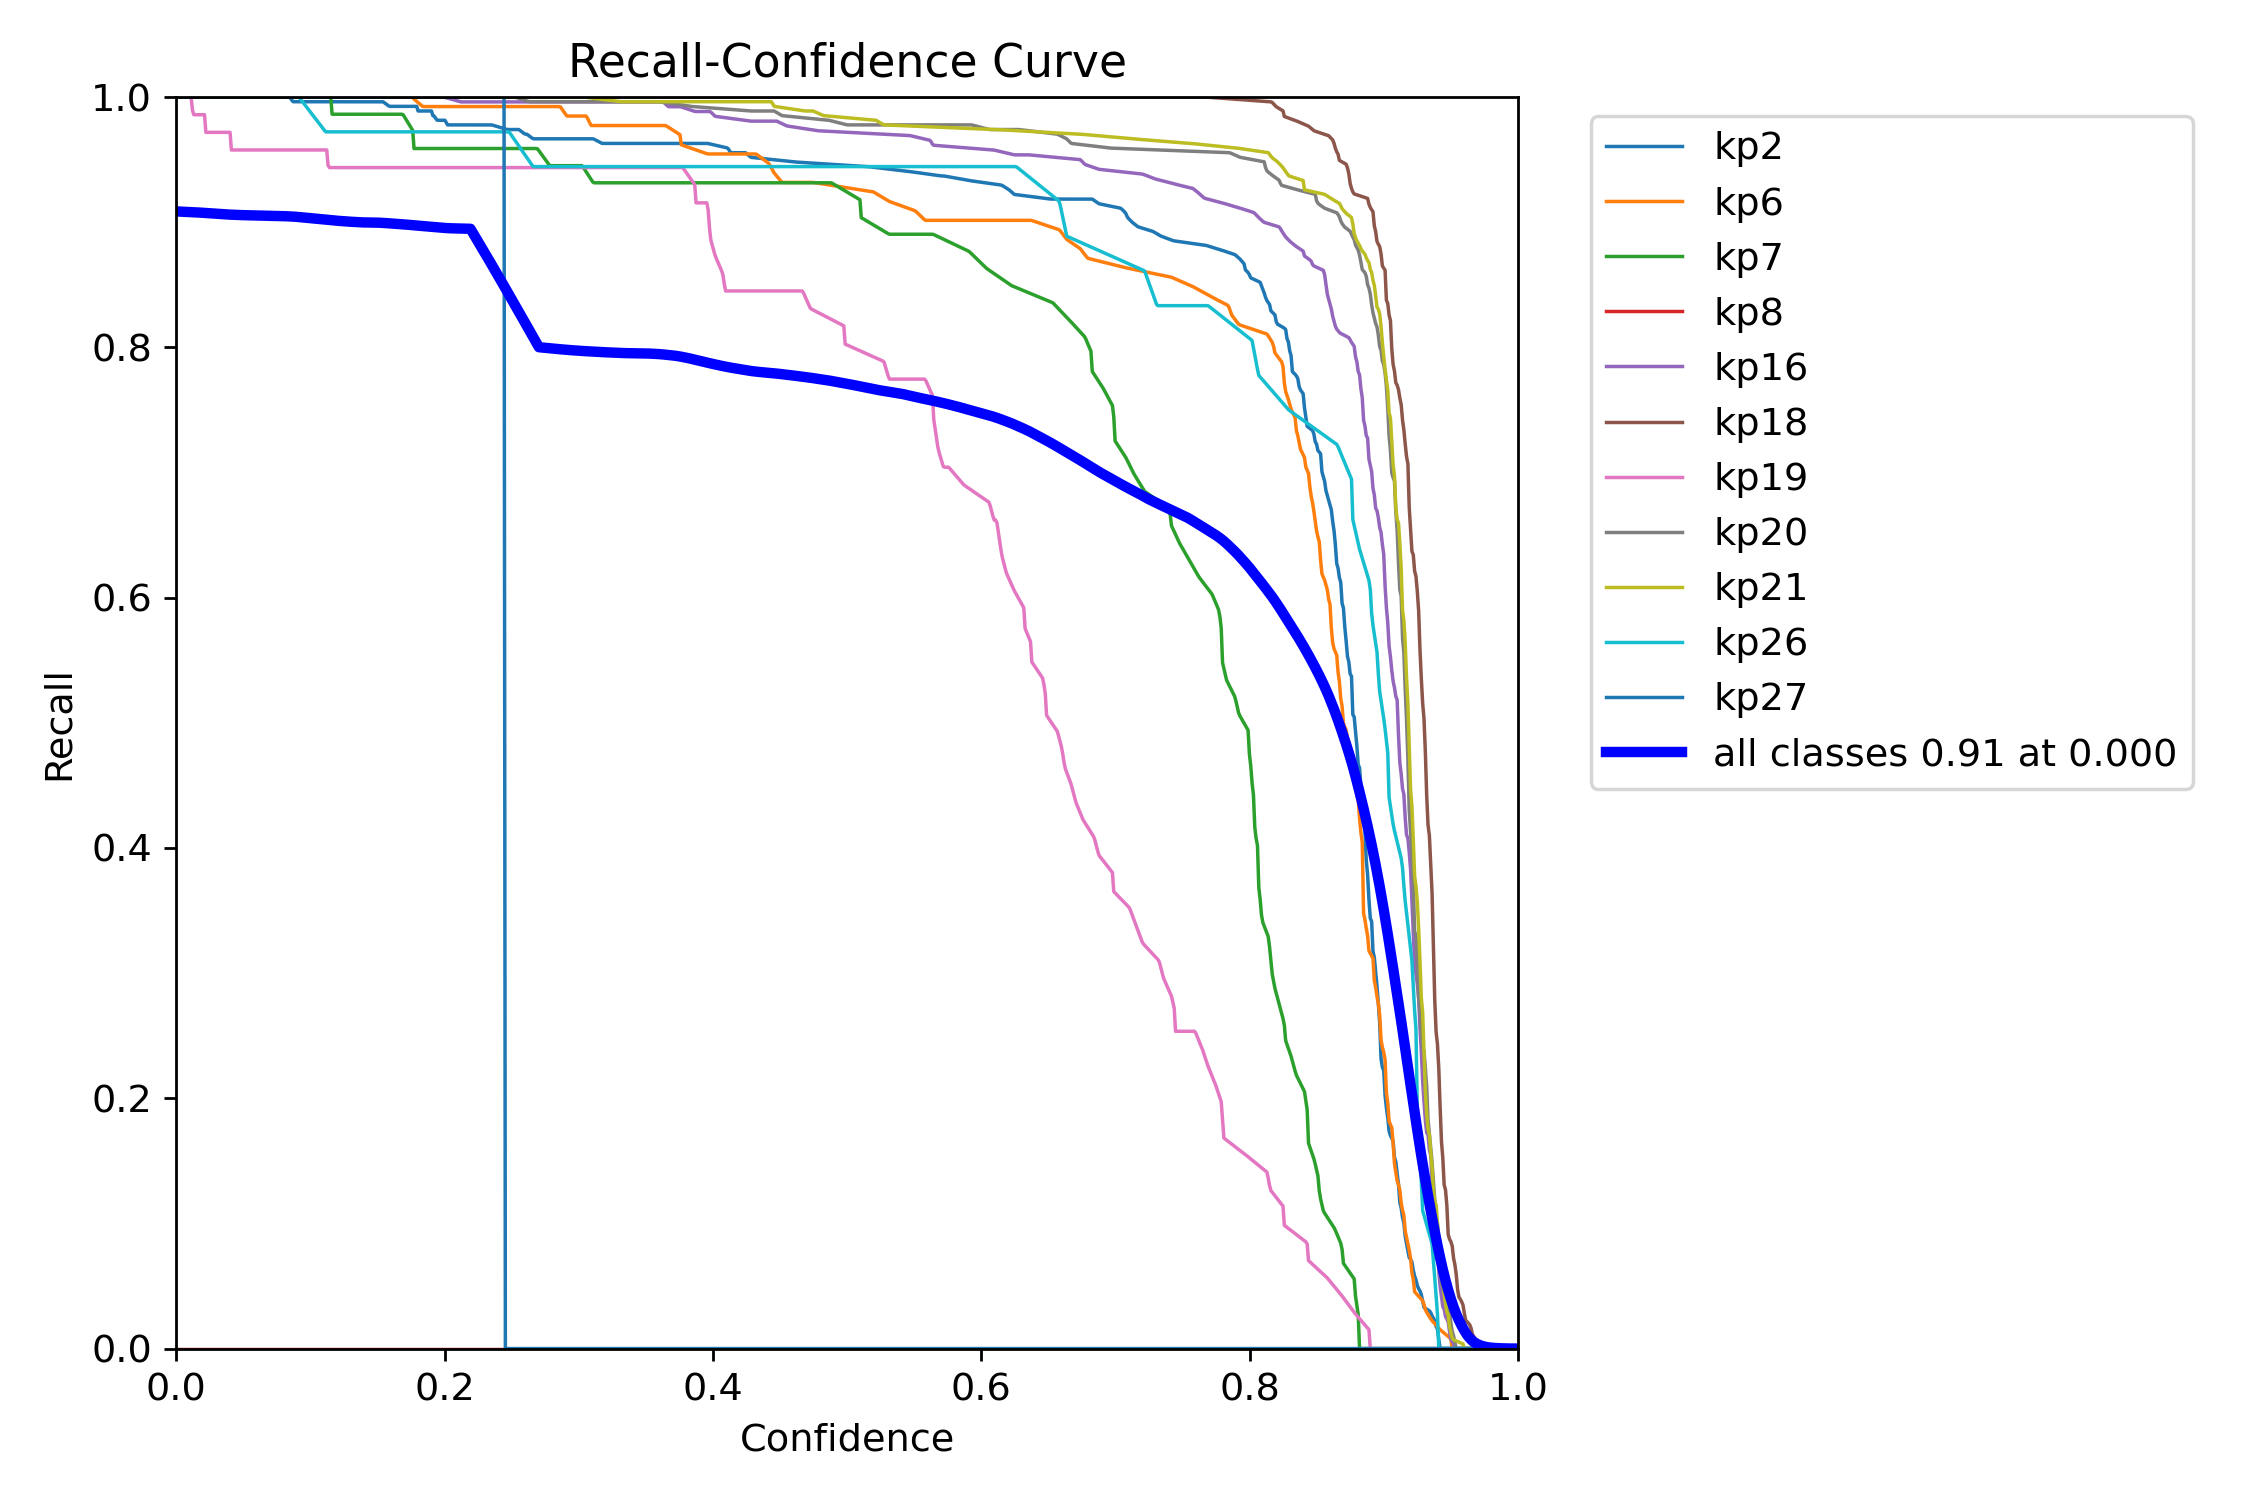 Recall-Confidence Curve
1.0
0.8
0.6
0.4
0.2
0.0
Recall
0.0 0.2 0.4 0.6 0.8 1.0
Confidence
kp2
kp6
kp7
kp8
kp16
kp18
kp19
kp20
kp21
kp26
kp27
all classes 0.91 at 0.000